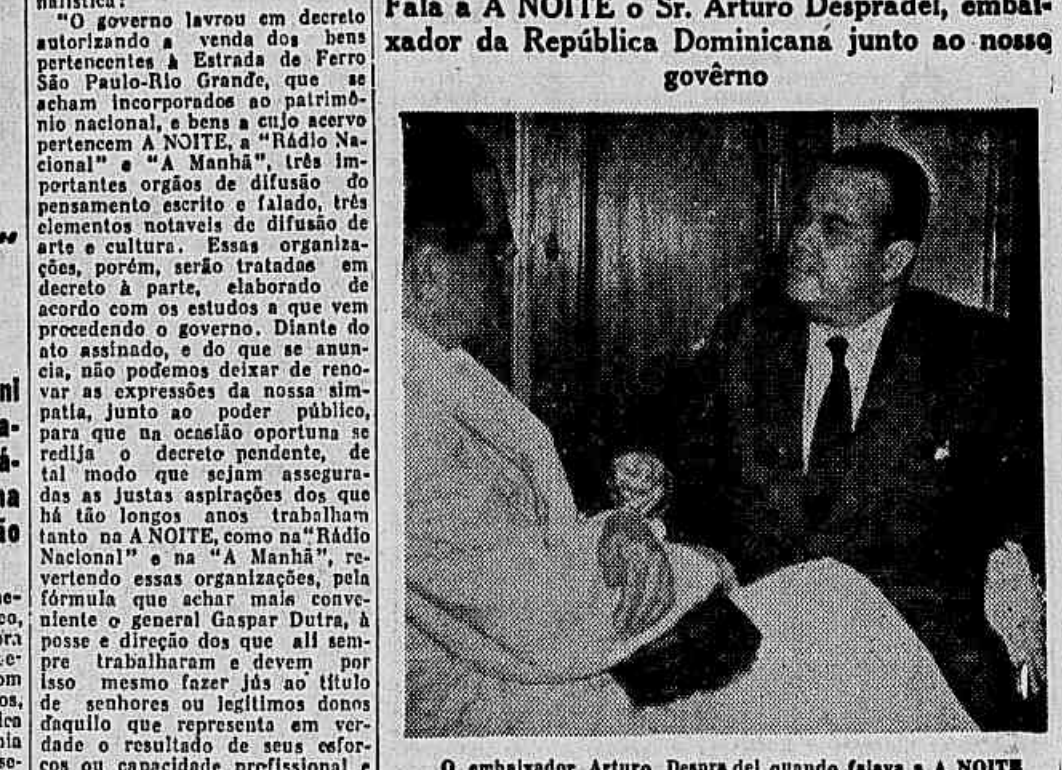 nalística:
"O governo lavrou em decreto
autorizando a venda dos bens
pertencentes à Estrada de Ferro
São Paulo-Rio Grande, que se
acham incorporados ao patrimô-
nio nacional, e bens a cujo acervo
pertencem A NOITE, a "Rádio Na-
cional" e "A Manhã", três im-
portantes orgãos de difusão do
pensamento escrito e falado, três
elementos notaveis de difusão de
arte e cultura. Essas organiza-
ções, porém, serão tratadas em
decreto à parte, elaborado de
acordo com os estudos a que vem
procedendo o governo. Diante do
ato assinado, e do que se anun-
cia, não podemos deixar de reno-
var as expressões da nossa sim-
patia, junto ao poder público,
para que na ocasião oportuna se
redija o decreto pendente, de
tal modo que sejam assegura-
das as justas aspirações dos que
há tão longos anos trabalham
tanto na A NOITE, como na "Rádio
Nacional" e na "A Manhã", re-
vertendo essas organizações, pela
fórmula que achar mais conve-
niente o general Gaspar Dutra, à
posse e direção dos que ali sem-
pre trabalharam e devem por
isso mesmo fazer jús ao título
de senhores ou legítimos donos
daquilo que representa em ver-
dade o resultado de seus esfor-
ços ou capacidade profissional e
Fala a A NOITE o Sr. Arturo Despradel, embai-
xador da República Dominicana junto ao nosso
govêrno
O embaixador Arturo Despradel quando falava a A NOITE